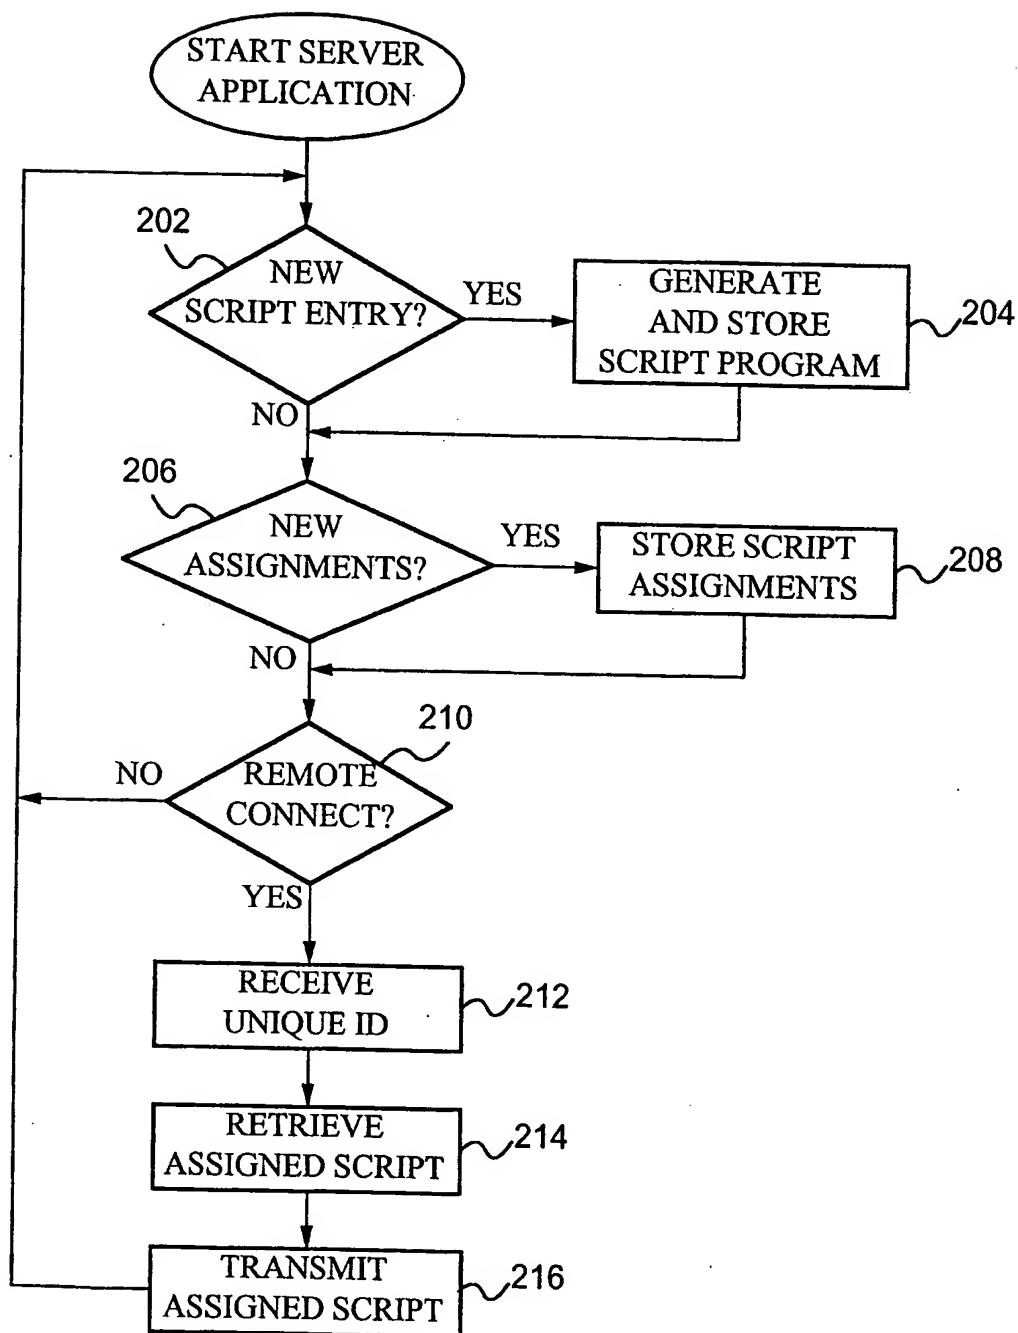 START SERVER
APPLICATION
202
NEW
SCRIPT ENTRY?
YES
GENERATE
AND STORE
SCRIPT PROGRAM
204
NO
206
NEW
ASSIGNMENTS?
YES
STORE SCRIPT
ASSIGNMENTS
208
NO
210
REMOTE
CONNECT?
NO
YES
RECEIVE
UNIQUE ID
212
RETRIEVE
ASSIGNED SCRIPT
214
TRANSMIT
ASSIGNED SCRIPT
216